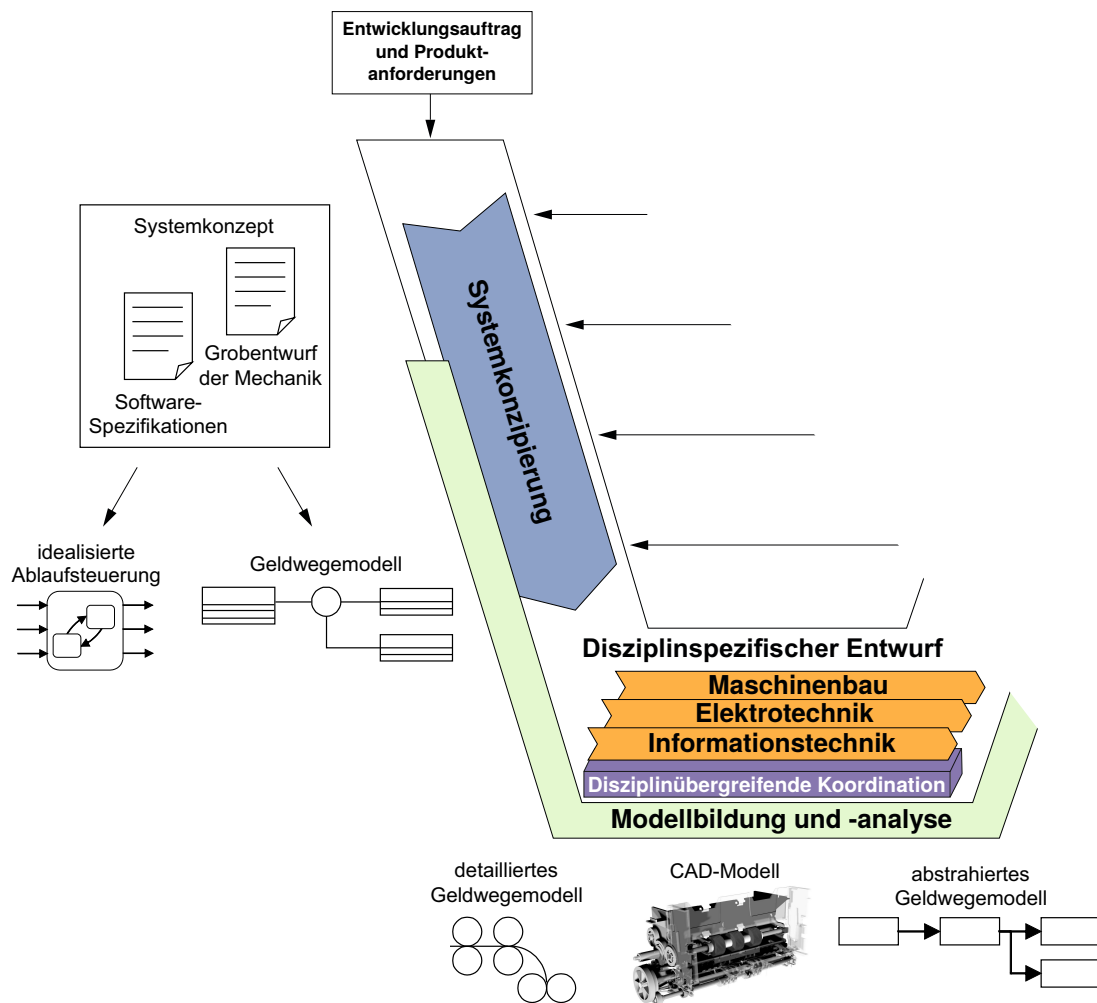 Entwicklungsauftrag
und Produkt-
anforderungen
Systemkonzept
Grobentwurf
der Mechanik
Software-
Spezifikationen
Systemkonzipierung
idealisierte
Ablaufsteuerung
Geldwegemodell
Disziplinspezifischer Entwurf
Maschinenbau
Elektrotechnik
Informationstechnik
Disziplinübergreifende Koordination
Modellbildung und -analyse
detailliertes
Geldwegemodell
CAD-Modell
abstrahiertes
Geldwegemodell